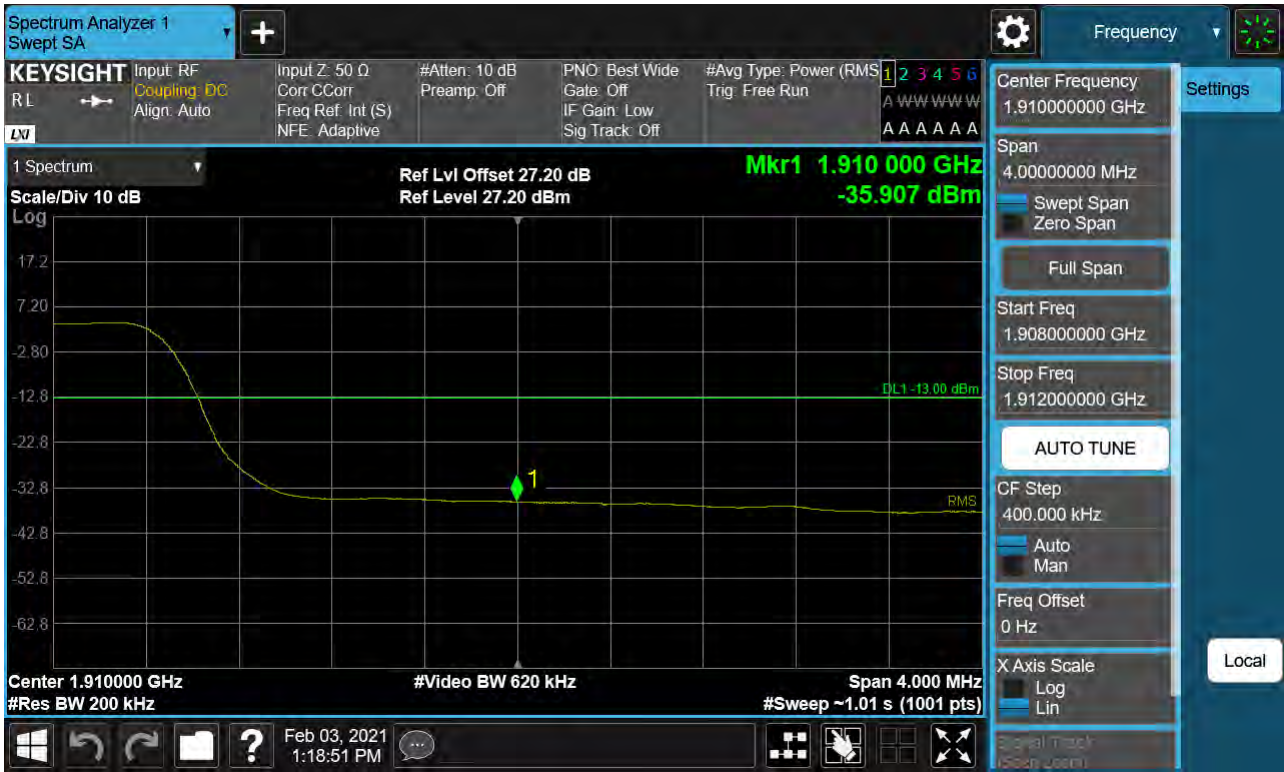 Spectrum Analyzer 1
Swept SA
+
Frequency
KEYSIGHT
RL
LXI
Input: RF
Coupling: DC
Align: Auto
Input Z: 50 Ω
Corr CCorr
Freq Ref: Int (S)
NFE: Adaptive
#Atten: 10 dB
Preamp: Off
PNO: Best Wide
Gate: Off
IF Gain: Low
Sig Track: Off
#Avg Type: Power (RMS
Trig: Free Run
1 2 3 4 5 6
A W W W W W
A A A A A A
1 Spectrum
Scale/Div 10 dB
Ref Lvl Offset 27.20 dB
Ref Level 27.20 dBm
Mkr1 1.910 000 GHz
-35.907 dBm
Log
17.2
7.20
-2.80
-12.8
-22.8
-32.8
-42.8
-52.8
-62.8
DL1 -13.00 dBm
1
RMS
Center 1.910000 GHz
#Res BW 200 kHz
#Video BW 620 kHz
Span 4.000 MHz
#Sweep ~1.01 s (1001 pts)
Center Frequency
1.910000000 GHz
Span
4.00000000 MHz
Swept Span
Zero Span
Full Span
Start Freq
1.908000000 GHz
Stop Freq
1.912000000 GHz
AUTO TUNE
CF Step
400.000 kHz
Auto
Man
Freq Offset
0 Hz
X Axis Scale
Log
Lin
Signal Track
(Span Zoom)
Settings
Local
?
Feb 03, 2021
1:18:51 PM